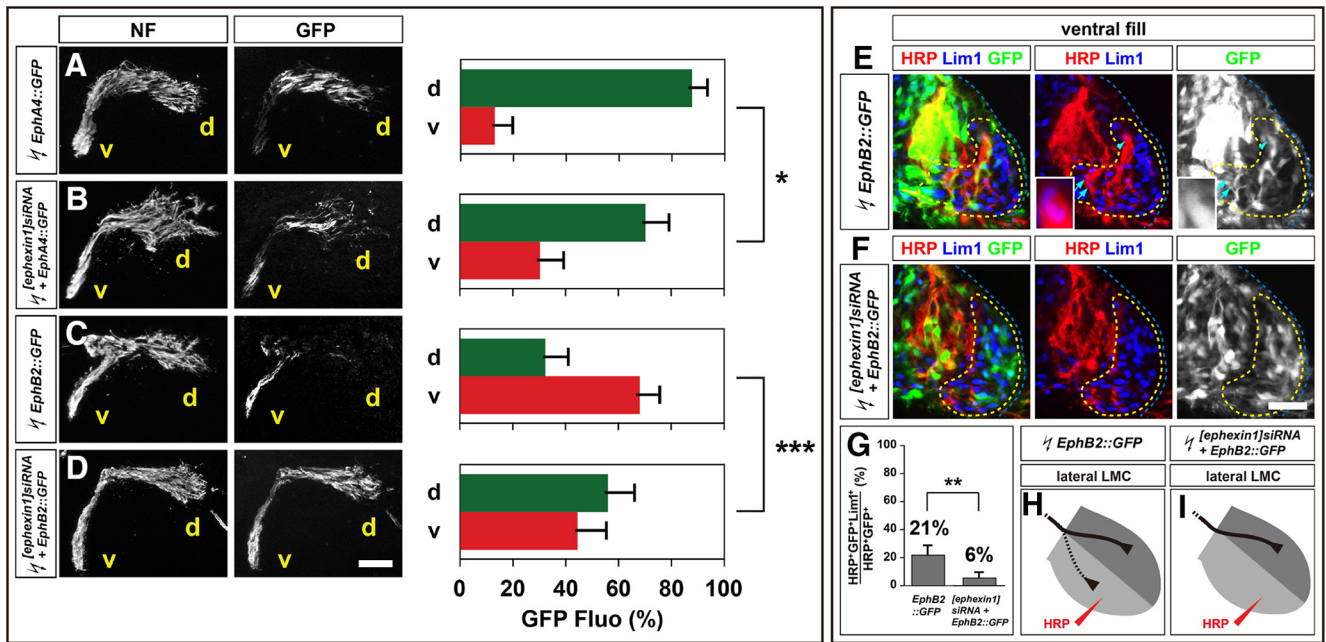 NF GFP
A
↯ EphA4::GFP
v d d
B
↯ [ephexin1]siRNA
+ EphA4::GFP
v d d
C
↯ EphB2::GFP
v d v d
D
↯ [ephexin1]siRNA
+ EphB2::GFP
v d v d
d
v
*
d
v
d
v
***
d
v
0 20 40 60 80 100
GFP Fluo (%)
ventral fill
E HRP Lim1 GFP HRP Lim1 GFP
↯ EphB2::GFP
F HRP Lim1 GFP HRP Lim1 GFP
↯ [ephexin1]siRNA
+ EphB2::GFP
G
HRP⁺GFP⁺Lim1⁺
HRP⁺GFP⁺
(%)
100
80
60
40
20
0
**
21%
6%
EphB2
::GFP
[ephexin1]
siRNA +
EphB2::GFP
↯ EphB2::GFP
↯ [ephexin1]siRNA
+ EphB2::GFP
lateral LMC lateral LMC
H I
HRP HRP